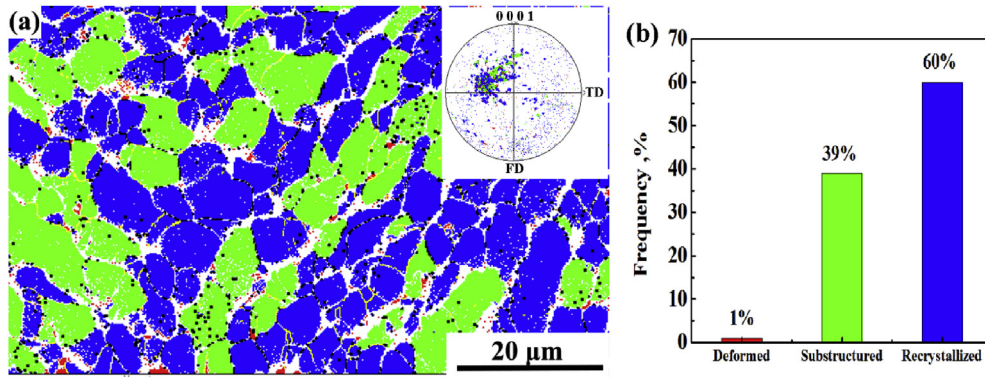 (a)
0 0 0 1
TD
FD
20 μm
(b)
Frequency ,%
70
60
50
40
30
20
10
0
1%
39%
60%
Deformed
Substructured
Recrystallized